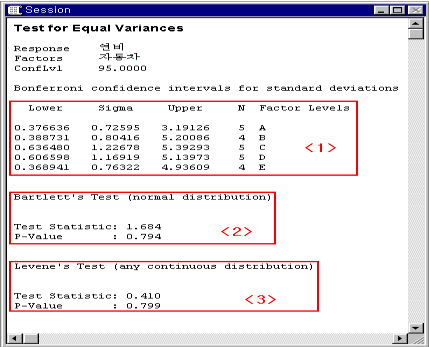 Session
Test for Equal Variances
Response 연비
Factors 자동차
ConfLvl 95.0000
Bonferroni confidence intervals for standard deviations
Lower Sigma Upper N Factor Levels
0.376636 0.72595 3.19126 5 A
0.388731 0.80416 5.20086 4 B
0.636480 1.22678 5.39293 5 C
0.606598 1.16919 5.13973 5 D
0.368941 0.76322 4.93609 4 E
<1>
Bartlett's Test (normal distribution)
Test Statistic: 1.684
P-Value : 0.794
<2>
Levene's Test (any continuous distribution)
Test Statistic: 0.410
P-Value : 0.799
<3>